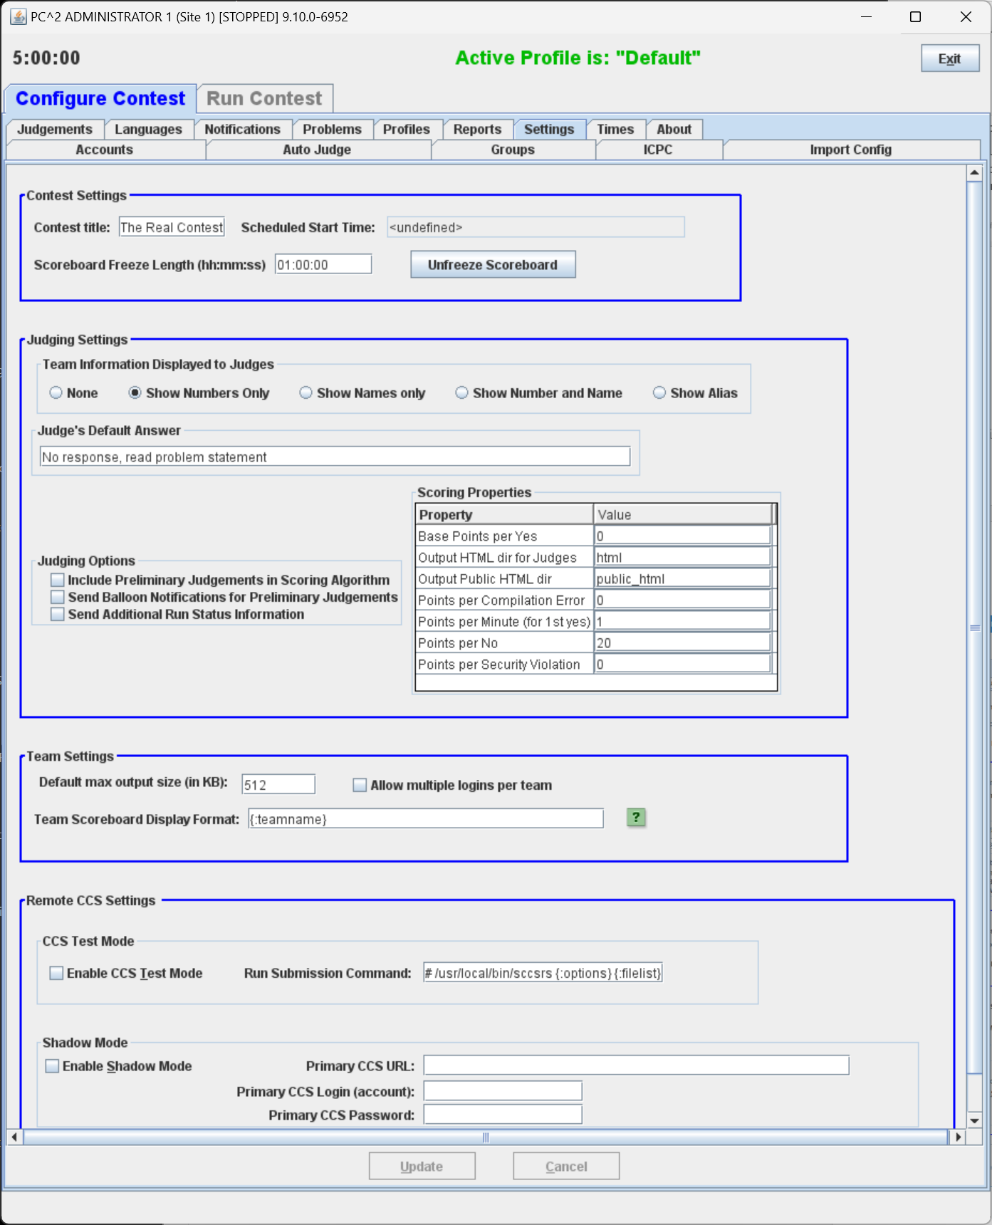 PC^2 ADMINISTRATOR 1 (Site 1) [STOPPED] 9.10.0-6952
5:00:00 Active Profile is: "Default" Exit
Configure Contest Run Contest
Judgements Languages Notifications Problems Profiles Reports Settings Times About
Accounts Auto Judge Groups ICPC Import Config
Contest Settings
Contest title: The Real Contest Scheduled Start Time: <undefined>
Scoreboard Freeze Length (hh:mm:ss) 01:00:00 Unfreeze Scoreboard
Judging Settings
Team Information Displayed to Judges
None Show Numbers Only Show Names only Show Number and Name Show Alias
Judge's Default Answer
No response, read problem statement
Scoring Properties
Property Value
Base Points per Yes 0
Output HTML dir for Judges html
Output Public HTML dir public_html
Points per Compilation Error 0
Points per Minute (for 1st yes) 1
Points per No 20
Points per Security Violation 0
Judging Options
Include Preliminary Judgements in Scoring Algorithm
Send Balloon Notifications for Preliminary Judgements
Send Additional Run Status Information
Team Settings
Default max output size (in KB): 512 Allow multiple logins per team
Team Scoreboard Display Format: {:teamname} ?
Remote CCS Settings
CCS Test Mode
Enable CCS Test Mode Run Submission Command: # /usr/local/bin/sccsrs {:options} {:filelist}
Shadow Mode
Enable Shadow Mode Primary CCS URL:
Primary CCS Login (account):
Primary CCS Password:
Update Cancel